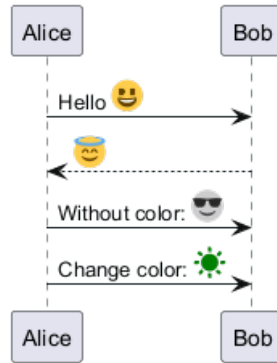 Alice Bob
Hello 😃
😇
Without color: 😎
Change color: ☀
Alice Bob